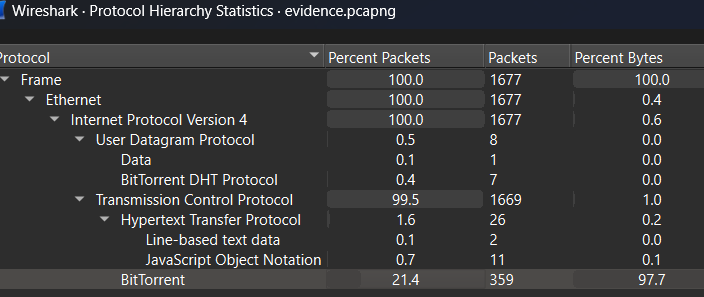 Wireshark · Protocol Hierarchy Statistics · evidence.pcapng
Protocol Percent Packets Packets Percent Bytes
Frame 100.0 1677 100.0
Ethernet 100.0 1677 0.4
Internet Protocol Version 4 100.0 1677 0.6
User Datagram Protocol 0.5 8 0.0
Data 0.1 1 0.0
BitTorrent DHT Protocol 0.4 7 0.0
Transmission Control Protocol 99.5 1669 1.0
Hypertext Transfer Protocol 1.6 26 0.2
Line-based text data 0.1 2 0.0
JavaScript Object Notation 0.7 11 0.1
BitTorrent 21.4 359 97.7